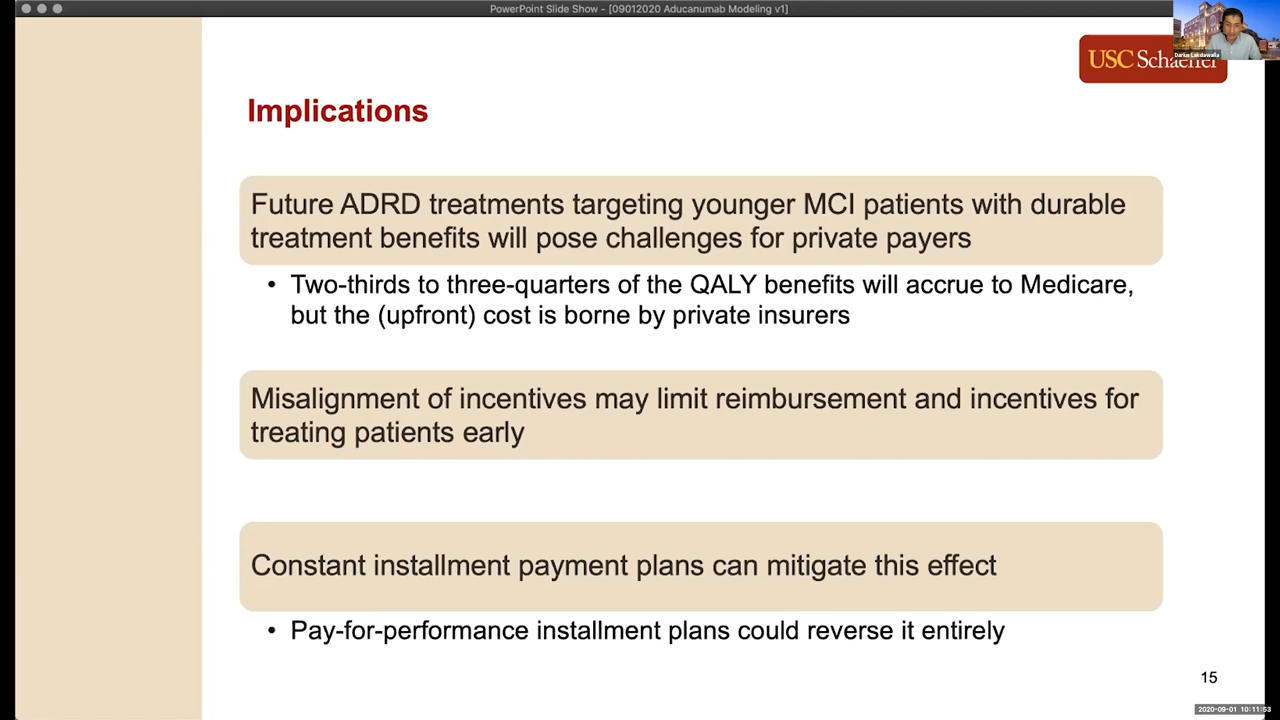 PowerPoint Slide Show - [09012020 Aducanumab Modeling v1]
USC Schaeffer
Darius Lakdawalla
Implications
Future ADRD treatments targeting younger MCI patients with durable
treatment benefits will pose challenges for private payers
• Two-thirds to three-quarters of the QALY benefits will accrue to Medicare,
but the (upfront) cost is borne by private insurers
Misalignment of incentives may limit reimbursement and incentives for
treating patients early
Constant installment payment plans can mitigate this effect
• Pay-for-performance installment plans could reverse it entirely
15
2020-09-01 10:11:53